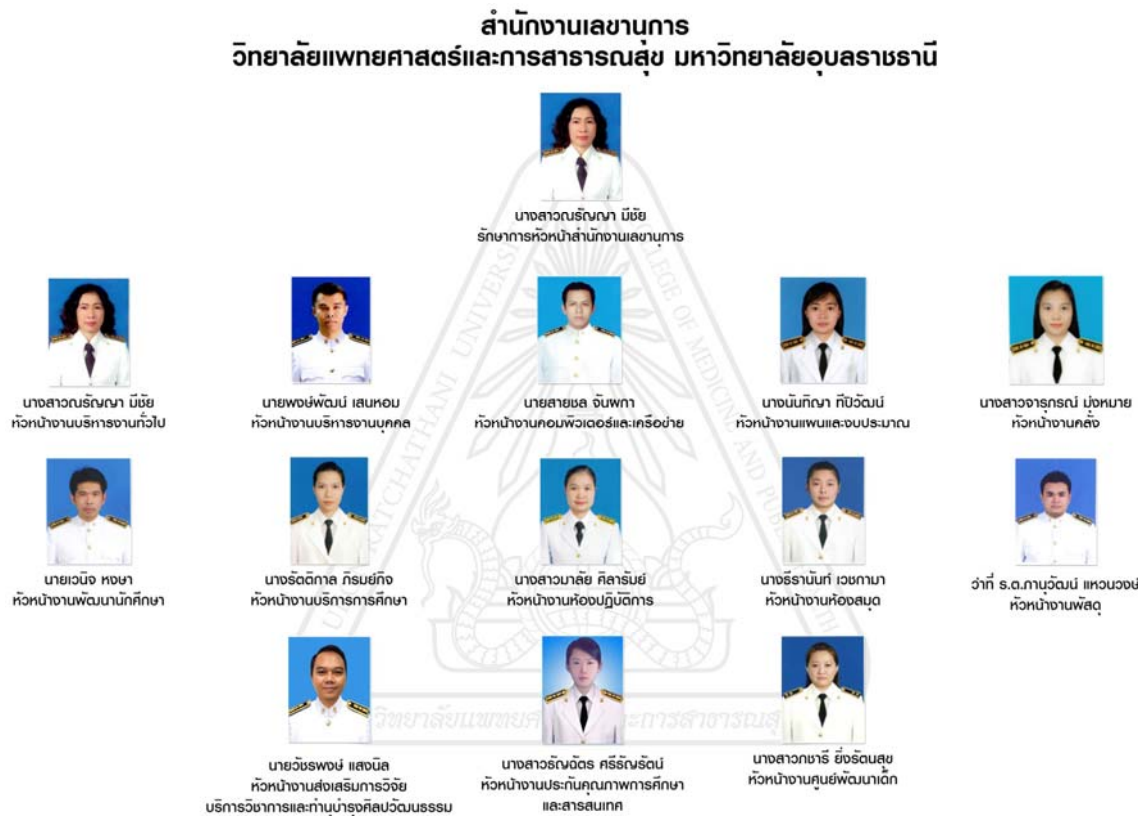 สำนักงานเลขานุการ
วิทยาลัยแพทยศาสตร์และการสาธารณสุข มหาวิทยาลัยอุบลราชธานี
นางสาวณรัญญา มีชัย
รักษาการหัวหน้าสำนักงานเลขานุการ
นางสาวณรัญญา มีชัย
หัวหน้างานบริหารงานทั่วไป
นายพงษ์พัฒน์ เสนหอม
หัวหน้างานบริหารงานบุคคล
นายสายชล จันพกา
หัวหน้างานคอมพิวเตอร์และเครือข่าย
นางนันทิญา ทีปิวัฒน์
หัวหน้างานแผนและงบประมาณ
นางสาวจารุภรณ์ มุ่งหมาย
หัวหน้างานคลัง
นายเวนิจ หงษา
หัวหน้างานพัฒนานักศึกษา
นางรัตติกาล ภิรมย์กิจ
หัวหน้างานบริการการศึกษา
นางสาวมาลัย ศิลารัมย์
หัวหน้างานห้องปฏิบัติการ
นางธีรานันท์ เวชกามา
หัวหน้างานห้องสมุด
ว่าที่ ร.ต.ภานุวัฒน์ แหวนวงษ์
หัวหน้างานพัสดุ
นายวัชรพงษ์ แสงนิล
หัวหน้างานส่งเสริมการวิจัย
บริการวิชาการและทำนุบำรุงศิลปวัฒนธรรม
นางสาวธัญฉัตร ศรีธัญรัตน์
หัวหน้างานประกันคุณภาพการศึกษา
และสารสนเทศ
นางสาวภชารี ยิ่งรัตนสุข
หัวหน้างานศูนย์พัฒนาเด็ก